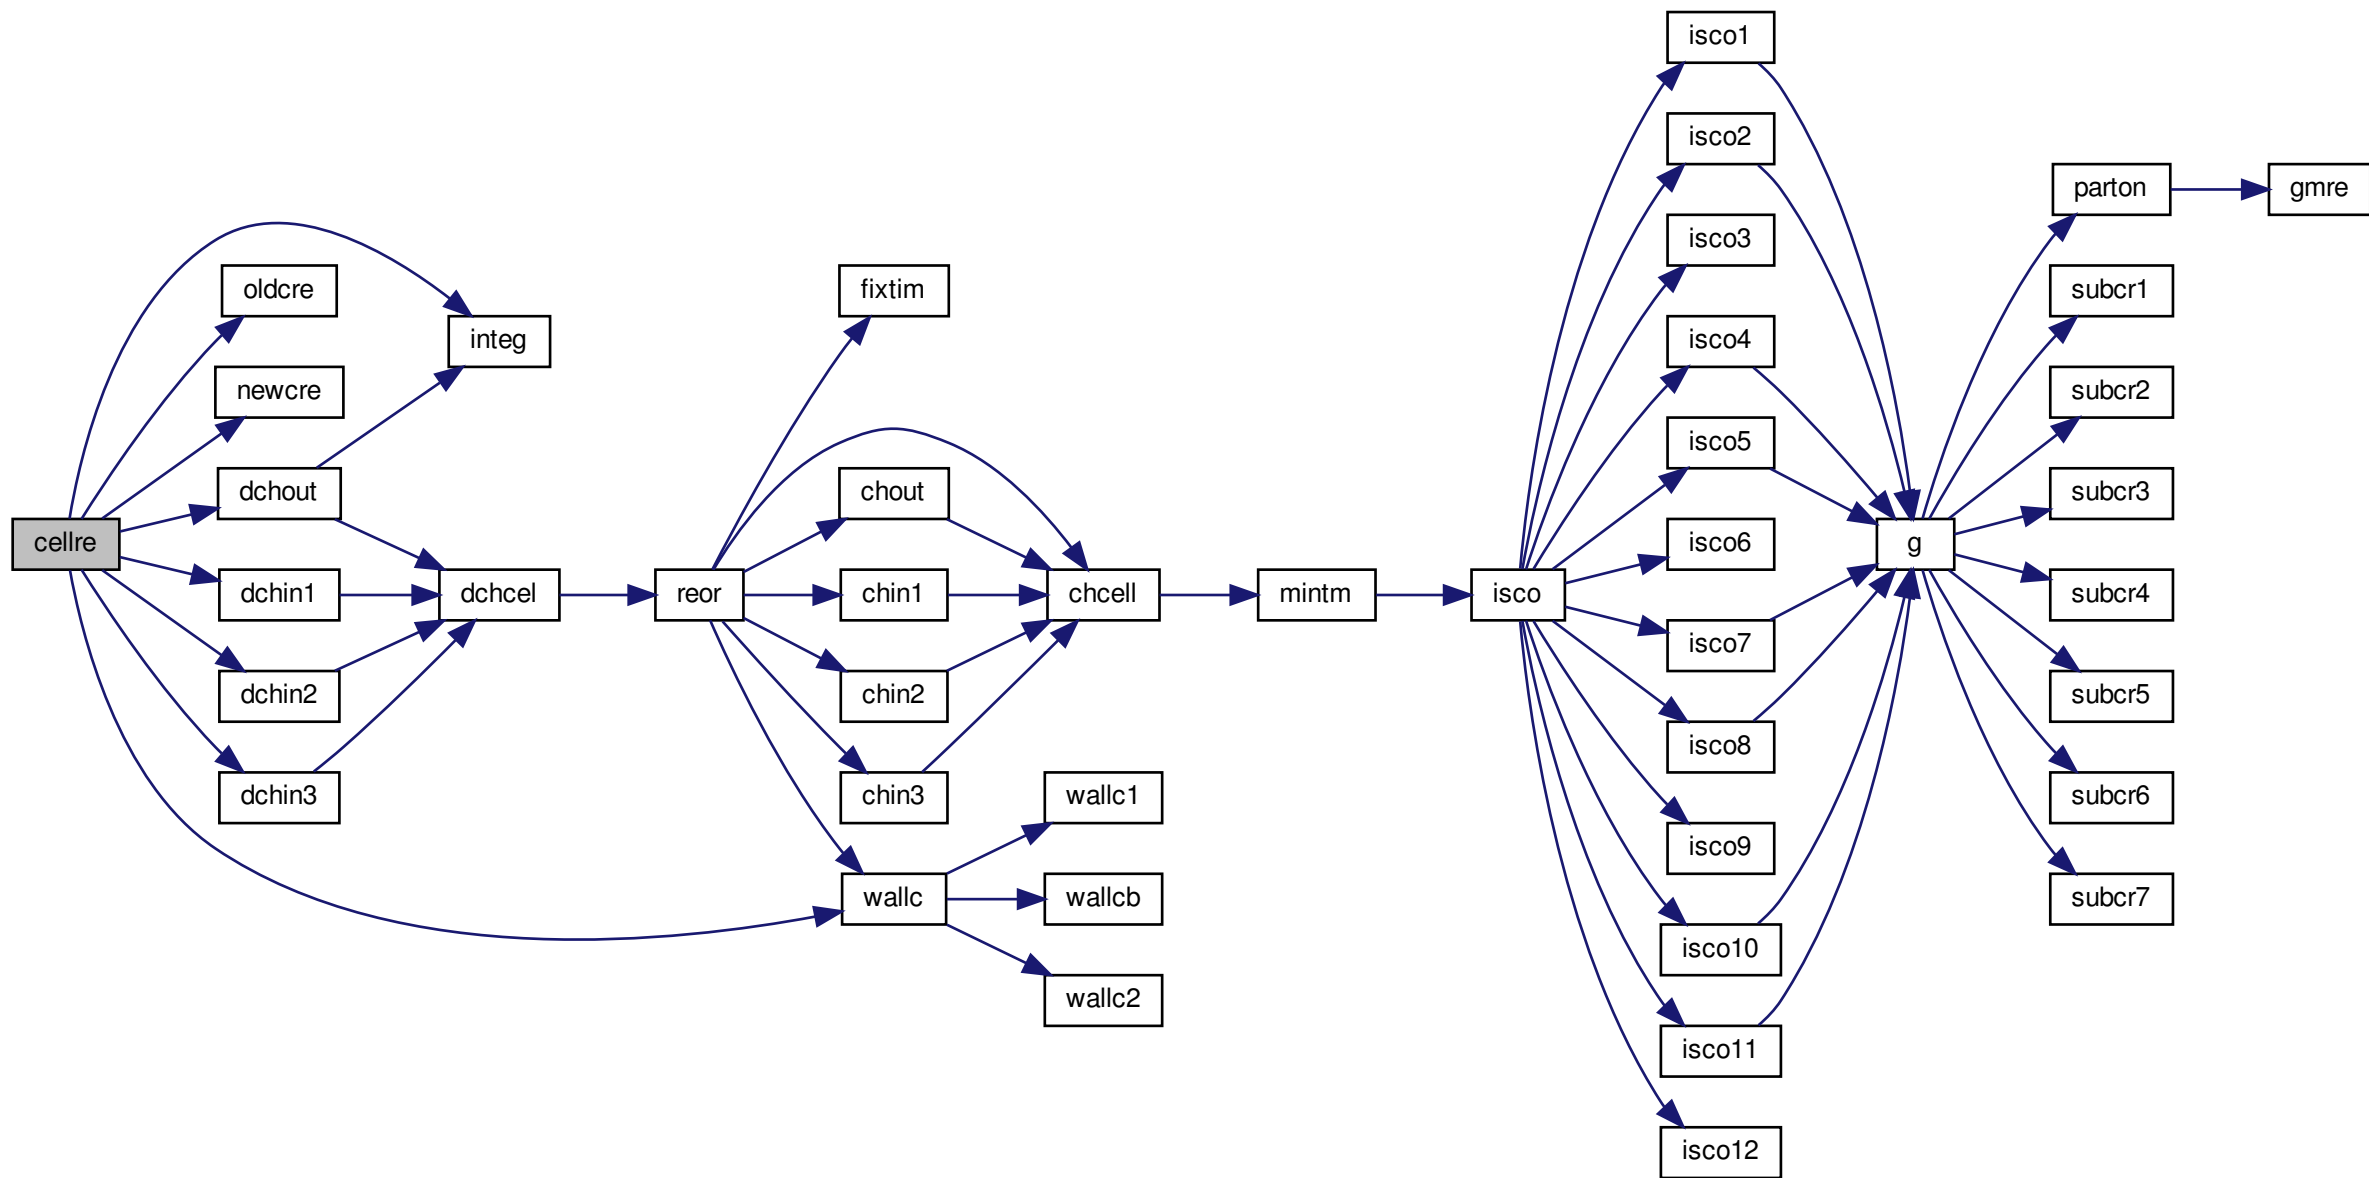 cellre
oldcre
newcre
dchout
dchin1
dchin2
dchin3
integ
dchcel
reor
fixtim
chout
chin1
chin2
chin3
wallc
chcell
wallc1
wallcb
wallc2
mintm
isco
isco1
isco2
isco3
isco4
isco5
isco6
isco7
isco8
isco9
isco10
isco11
isco12
g
parton
subcr1
subcr2
subcr3
subcr4
subcr5
subcr6
subcr7
gmre